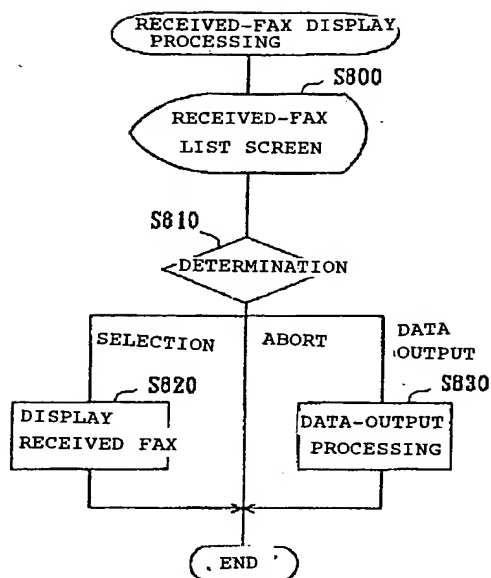 RECEIVED-FAX DISPLAY
PROCESSING
S800
RECEIVED-FAX
LIST SCREEN
S810
DETERMINATION
SELECTION
ABORT
DATA
OUTPUT
S820
S830
DISPLAY
RECEIVED FAX
DATA-OUTPUT
PROCESSING
END